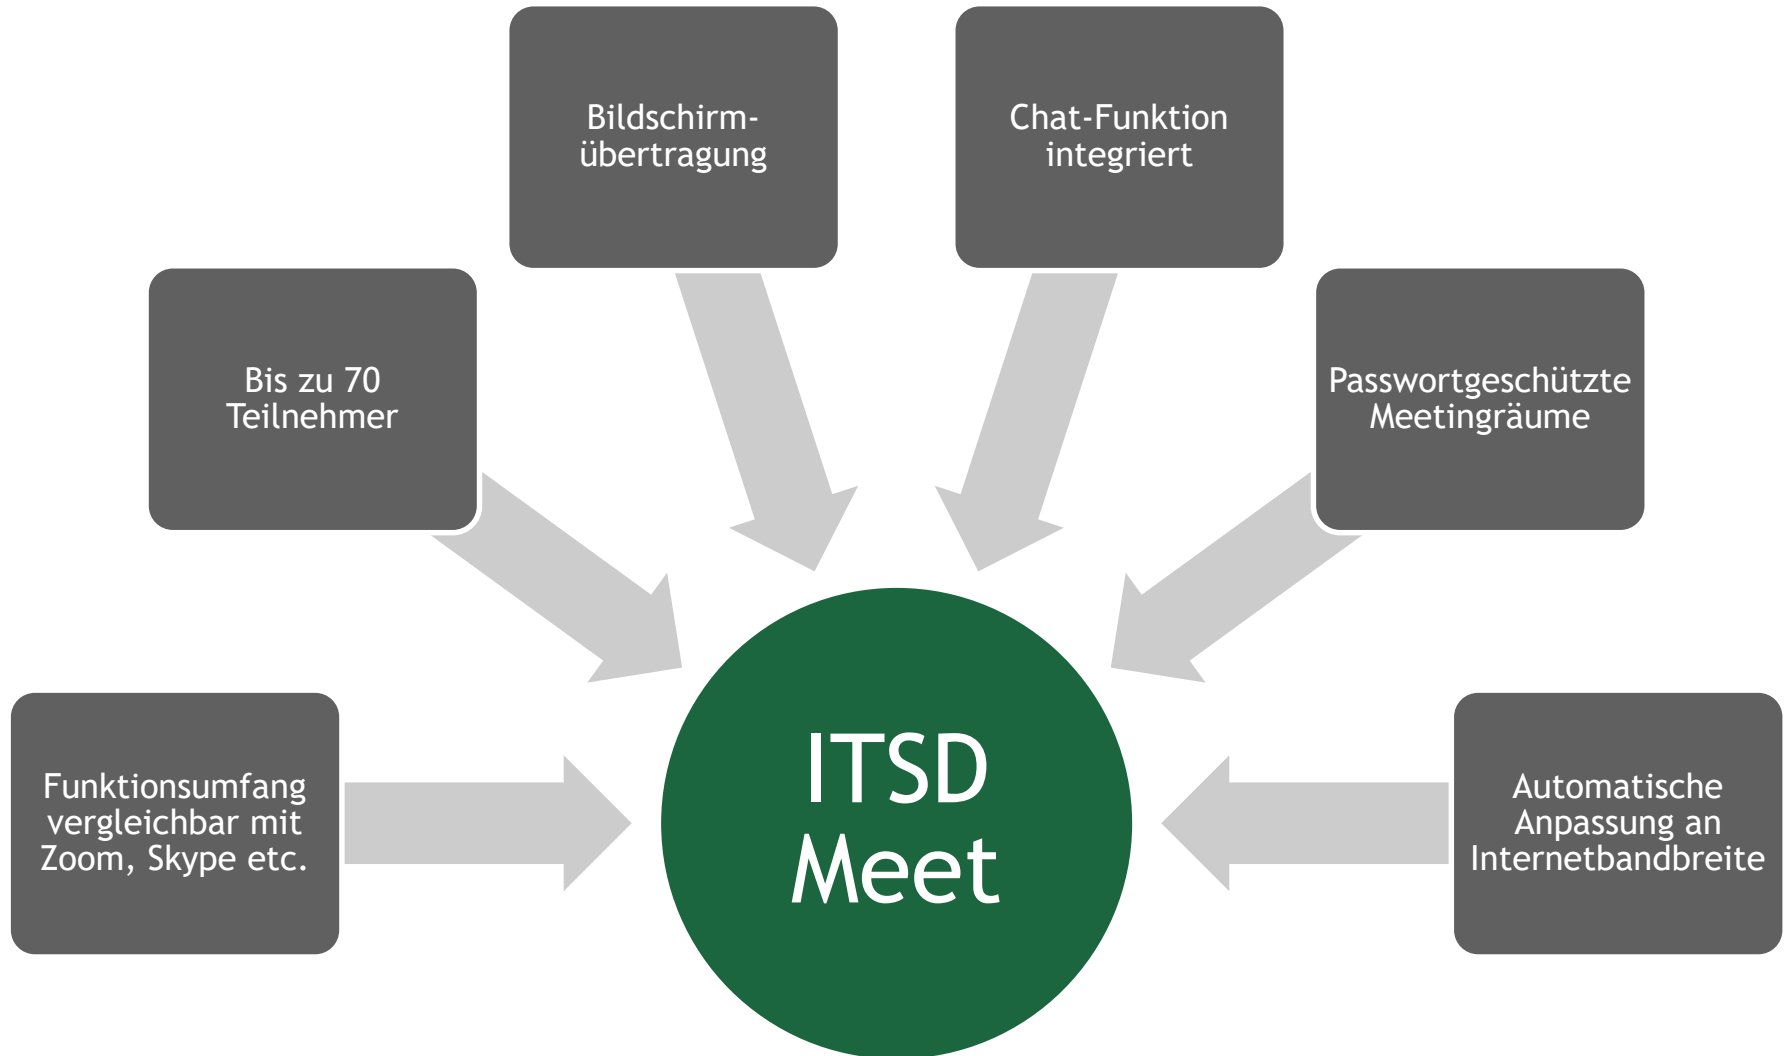 Bildschirm-
übertragung
Chat-Funktion
integriert
Bis zu 70
Teilnehmer
Passwortgeschützte
Meetingräume
Funktionsumfang
vergleichbar mit
Zoom, Skype etc.
ITSD
Meet
Automatische
Anpassung an
Internetbandbreite